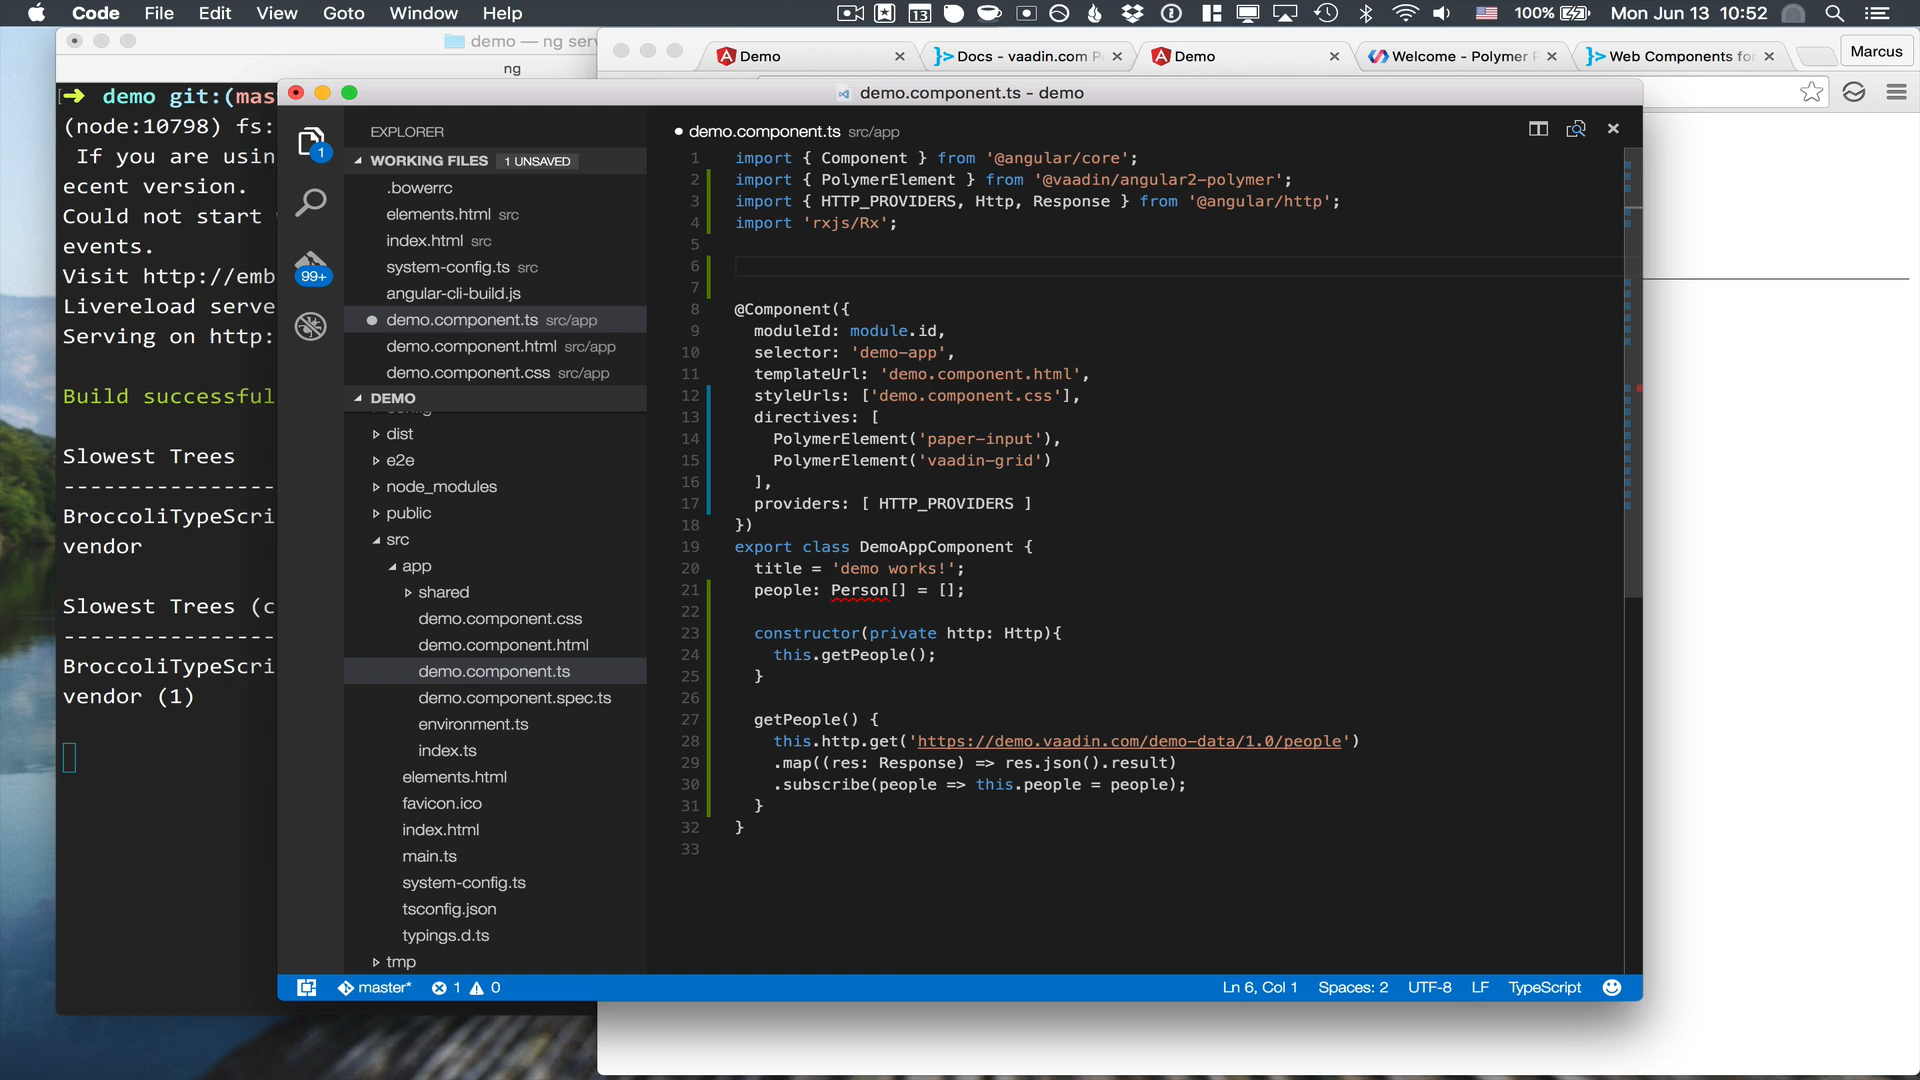 Code File Edit View Goto Window Help
13
100% Mon Jun 13 10:52
demo — ng serv
ng
Demo
Docs - vaadin.com P
Demo
Welcome - Polymer P
Web Components for
Marcus
demo git:(mas
(node:10798) fs:
If you are usin
ecent version.
Could not start
events.
Visit http://emb
Livereload serve
Serving on http:
Build successful
Slowest Trees
----------------
BroccoliTypeScri
vendor
Slowest Trees (c
----------------
BroccoliTypeScri
vendor (1)
demo.component.ts - demo
1
99+
EXPLORER
WORKING FILES 1 UNSAVED
.bowerrc
elements.html src
index.html src
system-config.ts src
angular-cli-build.js
demo.component.ts src/app
demo.component.html src/app
demo.component.css src/app
DEMO
config
dist
e2e
node_modules
public
src
app
shared
demo.component.css
demo.component.html
demo.component.ts
demo.component.spec.ts
environment.ts
index.ts
elements.html
favicon.ico
index.html
main.ts
system-config.ts
tsconfig.json
typings.d.ts
tmp
demo.component.ts src/app
1 import { Component } from '@angular/core';
2 import { PolymerElement } from '@vaadin/angular2-polymer';
3 import { HTTP_PROVIDERS, Http, Response } from '@angular/http';
4 import 'rxjs/Rx';
5
6
7
8 @Component({
9 moduleId: module.id,
10 selector: 'demo-app',
11 templateUrl: 'demo.component.html',
12 styleUrls: ['demo.component.css'],
13 directives: [
14 PolymerElement('paper-input'),
15 PolymerElement('vaadin-grid')
16 ],
17 providers: [ HTTP_PROVIDERS ]
18 })
19 export class DemoAppComponent {
20 title = 'demo works!';
21 people: Person[] = [];
22
23 constructor(private http: Http){
24 this.getPeople();
25 }
26
27 getPeople() {
28 this.http.get('https://demo.vaadin.com/demo-data/1.0/people')
29 .map((res: Response) => res.json().result)
30 .subscribe(people => this.people = people);
31 }
32 }
33
master* 1 0
Ln 6, Col 1 Spaces: 2 UTF-8 LF TypeScript